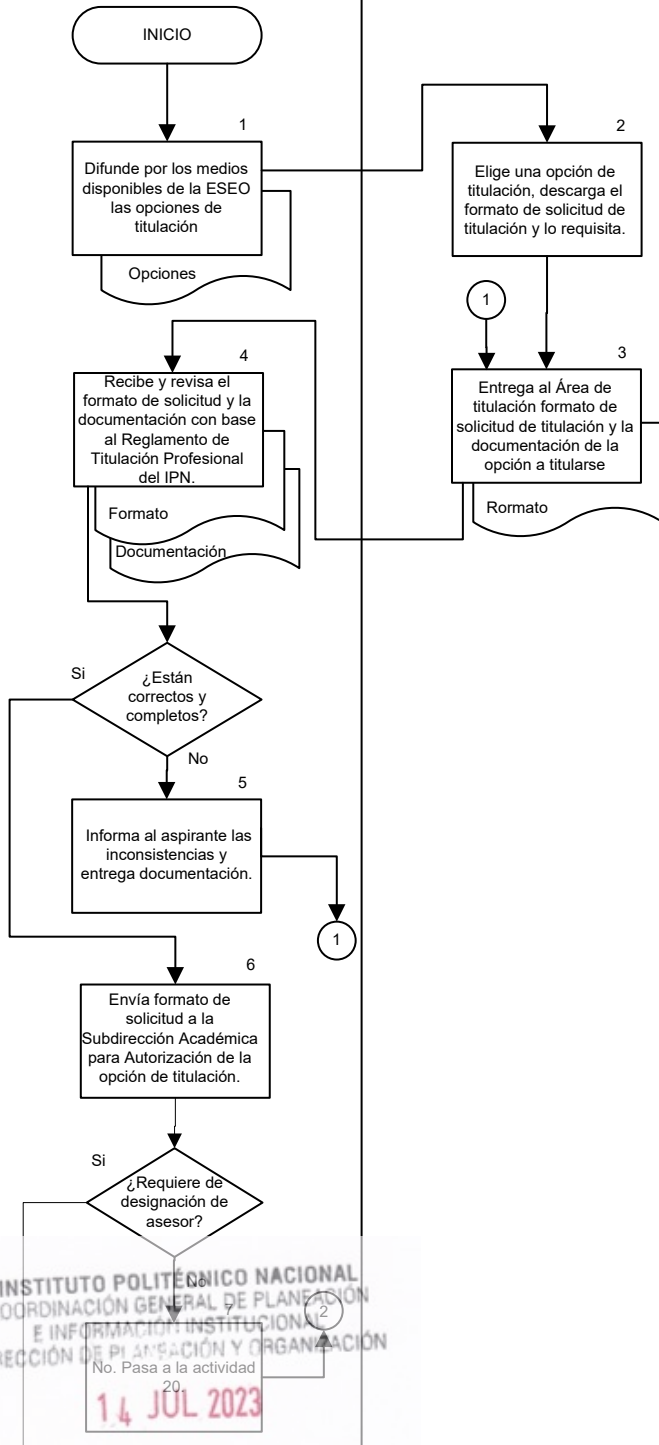 INICIO
1
Difunde por los medios
disponibles de la ESEO
las opciones de
titulación
Opciones
2
Elige una opción de
titulación, descarga el
formato de solicitud de
titulación y lo requisita.
1
3
Entrega al Área de
titulación formato de
solicitud de titulación y la
documentación de la
opción a titularse
Rormato
4
Recibe y revisa el
formato de solicitud y la
documentación con base
al Reglamento de
Titulación Profesional
del IPN.
Formato
Documentación
¿Están
correctos y
completos?
Si
No
5
Informa al aspirante las
inconsistencias y
entrega documentación.
1
6
Envía formato de
solicitud a la
Subdirección Académica
para Autorización de la
opción de titulación.
Si
¿Requiere de
designación de
asesor?
No
7
No. Pasa a la actividad
20.
2
INSTITUTO POLITÉCNICO NACIONAL
OORDINACIÓN GENERAL DE PLANEACIÓN
E INFORMACIÓN INSTITUCIONAL
RECCIÓN DE PLANEACIÓN Y ORGANIZACIÓN
14 JUL 2023